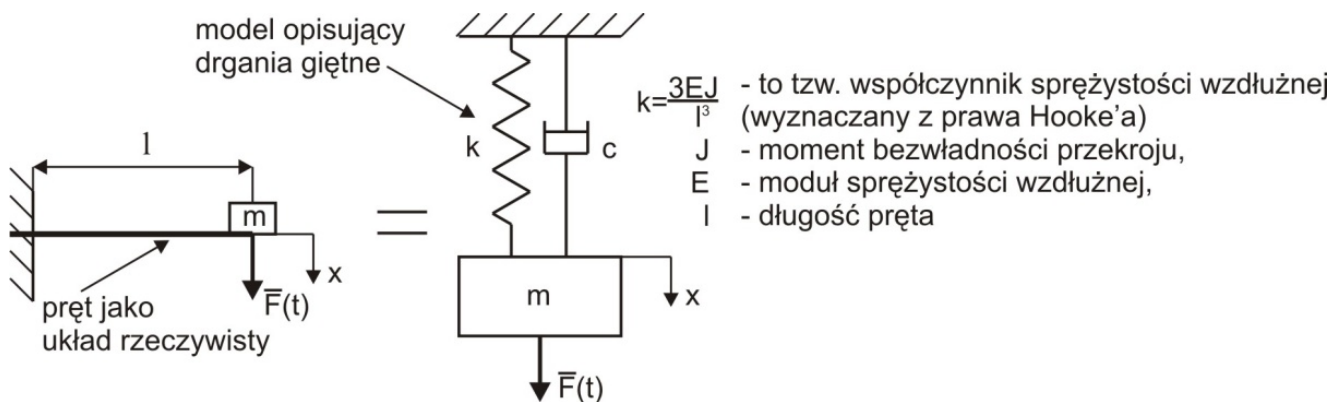 model opisujący
drgania giętne
l
m
x
F̅(t)
pręt jako
układ rzeczywisty
=
k
c
m
x
F̅(t)
k=3EJ/l³ - to tzw. współczynnik sprężystości wzdłużnej
(wyznaczany z prawa Hooke'a)
J - moment bezwładności przekroju,
E - moduł sprężystości wzdłużnej,
l - długość pręta